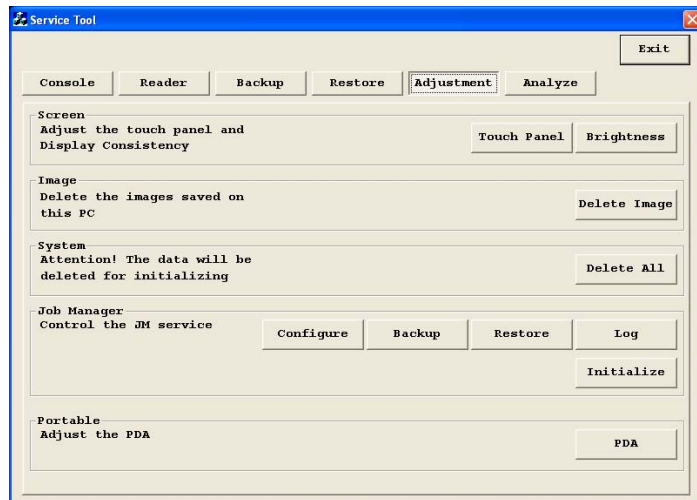 Service Tool
Exit
Console Reader Backup Restore Adjustment Analyze
Screen
Adjust the touch panel and
Display Consistency
Touch Panel Brightness
Image
Delete the images saved on
this PC
Delete Image
System
Attention! The data will be
deleted for initializing
Delete All
Job Manager
Control the JM service
Configure Backup Restore Log
Initialize
Portable
Adjust the PDA
PDA